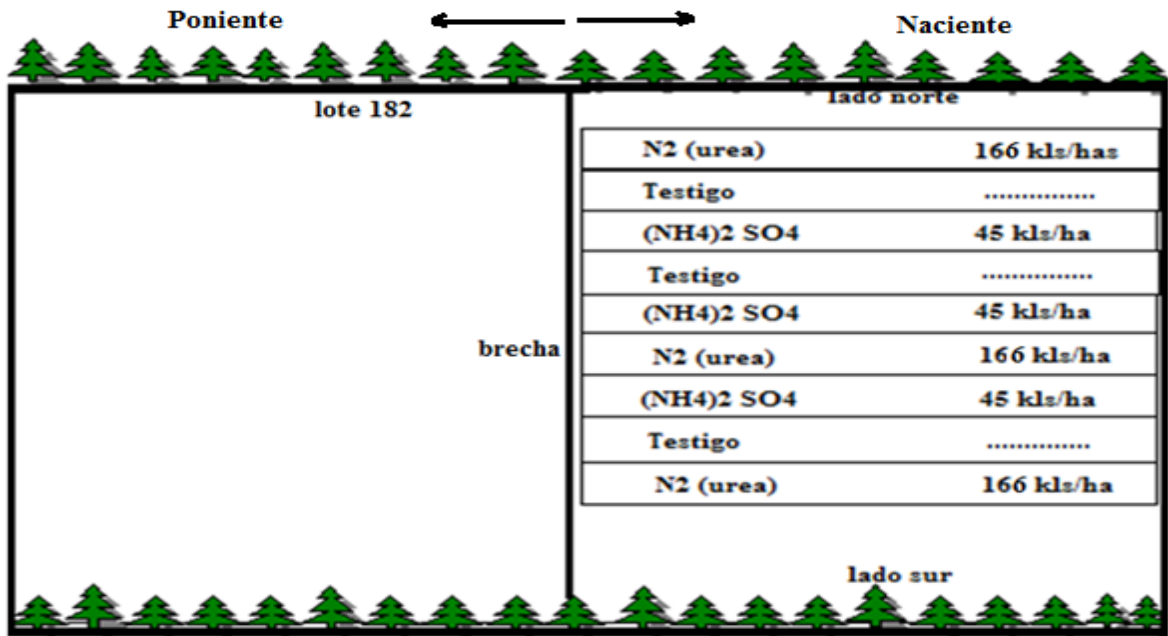 Poniente
Naciente
lote 182
lado norte
N2 (urea) 166 kls/has
Testigo ...............
(NH4)2 SO4 45 kls/ha
Testigo ...............
(NH4)2 SO4 45 kls/ha
brecha
N2 (urea) 166 kls/ha
(NH4)2 SO4 45 kls/ha
Testigo ..............
N2 (urea) 166 kls/ha
lado sur